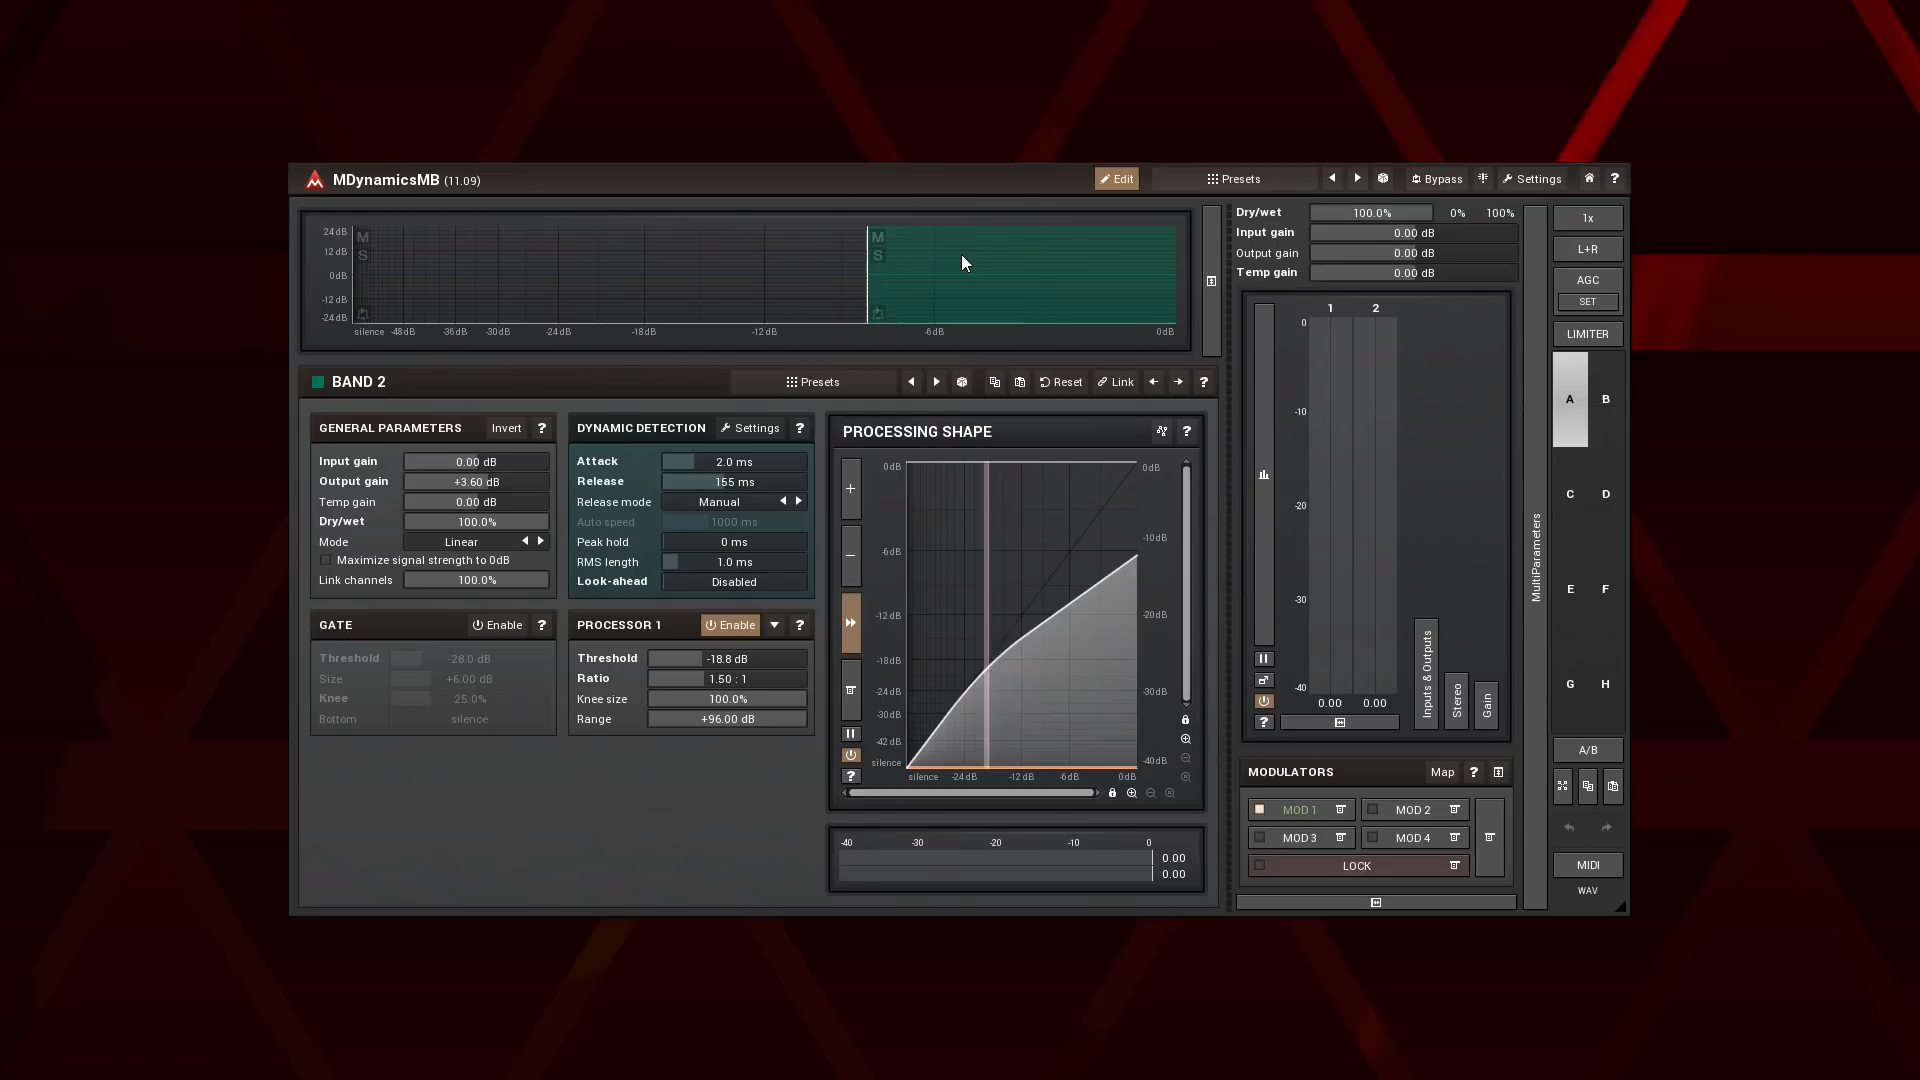 MDynamicsMB (11.09)
Edit
Presets
Bypass
Settings
?
24 dB
12 dB
0 dB
-12 dB
-24 dB
M
S
M
S
silence -48dB -36dB -30dB -24dB -18dB -12dB -6dB 0dB
Dry/wet 100.0% 0% 100%
Input gain 0.00 dB
Output gain 0.00 dB
Temp gain 0.00 dB
1x
L+R
AGC
SET
LIMITER
BAND 2
Presets
Reset
Link
?
GENERAL PARAMETERS Invert ?
Input gain 0.00 dB
Output gain +3.60 dB
Temp gain 0.00 dB
Dry/wet 100.0%
Mode Linear
Maximize signal strength to 0dB
Link channels 100.0%
DYNAMIC DETECTION Settings ?
Attack 2.0 ms
Release 155 ms
Release mode Manual
Auto speed 1000 ms
Peak hold 0 ms
RMS length 1.0 ms
Look-ahead Disabled
GATE Enable ?
Threshold -28.0 dB
Size +6.00 dB
Knee 25.0%
Bottom silence
PROCESSOR 1 Enable ?
Threshold -18.8 dB
Ratio 1.50 : 1
Knee size 100.0%
Range +96.00 dB
PROCESSING SHAPE ?
0dB
-6dB
-12dB
-18dB
-24dB
-30dB
-42dB
silence
0dB
-10dB
-20dB
-30dB
-40dB
silence -24dB -12dB -6dB 0dB
?
-40 -30 -20 -10 0
0.00
0.00
1 2
0
-10
-20
-30
-40
0.00 0.00
?
Inputs & Outputs
Stereo
Gain
MODULATORS Map ?
MOD 1 MOD 2
MOD 3 MOD 4
LOCK
MultiParameters
A B
C D
E F
G H
A/B
MIDI
WAV